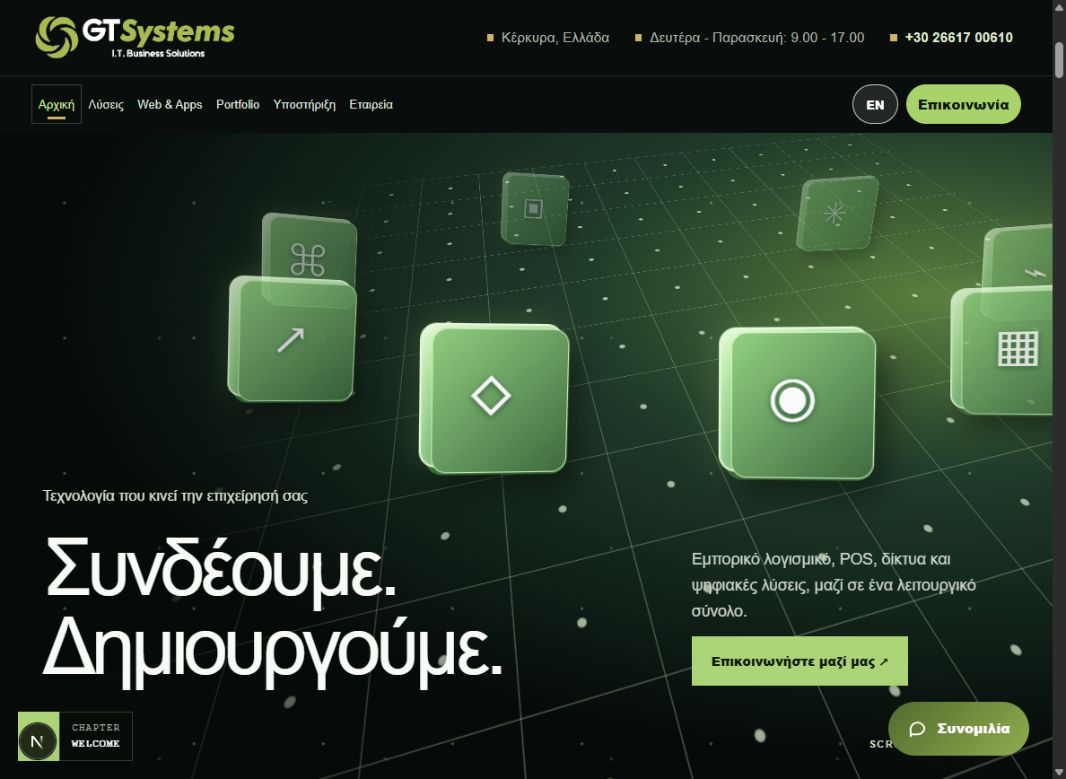 GTSystems
I.T. Business Solutions
Κέρκυρα, Ελλάδα
Δευτέρα - Παρασκευή: 9.00 - 17.00
+30 26617 00610
Αρχική
Λύσεις
Web & Apps
Portfolio
Υποστήριξη
Εταιρεία
EN
Επικοινωνία
Τεχνολογία που κινεί την επιχείρησή σας
Συνδέουμε.
Δημιουργούμε.
Εμπορικό λογισμικό, POS, δίκτυα και
ψηφιακές λύσεις, μαζί σε ένα λειτουργικό
σύνολο.
Επικοινωνήστε μαζί μας ↗
N
CHAPTER
WELCOME
SCR
Συνομιλία